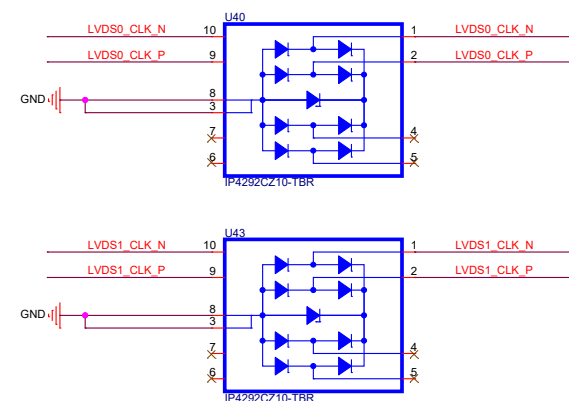 U40
LVDS0_CLK_N 10 1 LVDS0_CLK_N
LVDS0_CLK_P 9 2 LVDS0_CLK_P
GND 8
3
7 4
6 5
IP4292CZ10-TBR
U43
LVDS1_CLK_N 10 1 LVDS1_CLK_N
LVDS1_CLK_P 9 2 LVDS1_CLK_P
GND 8
3
7 4
6 5
IP4292CZ10-TBR